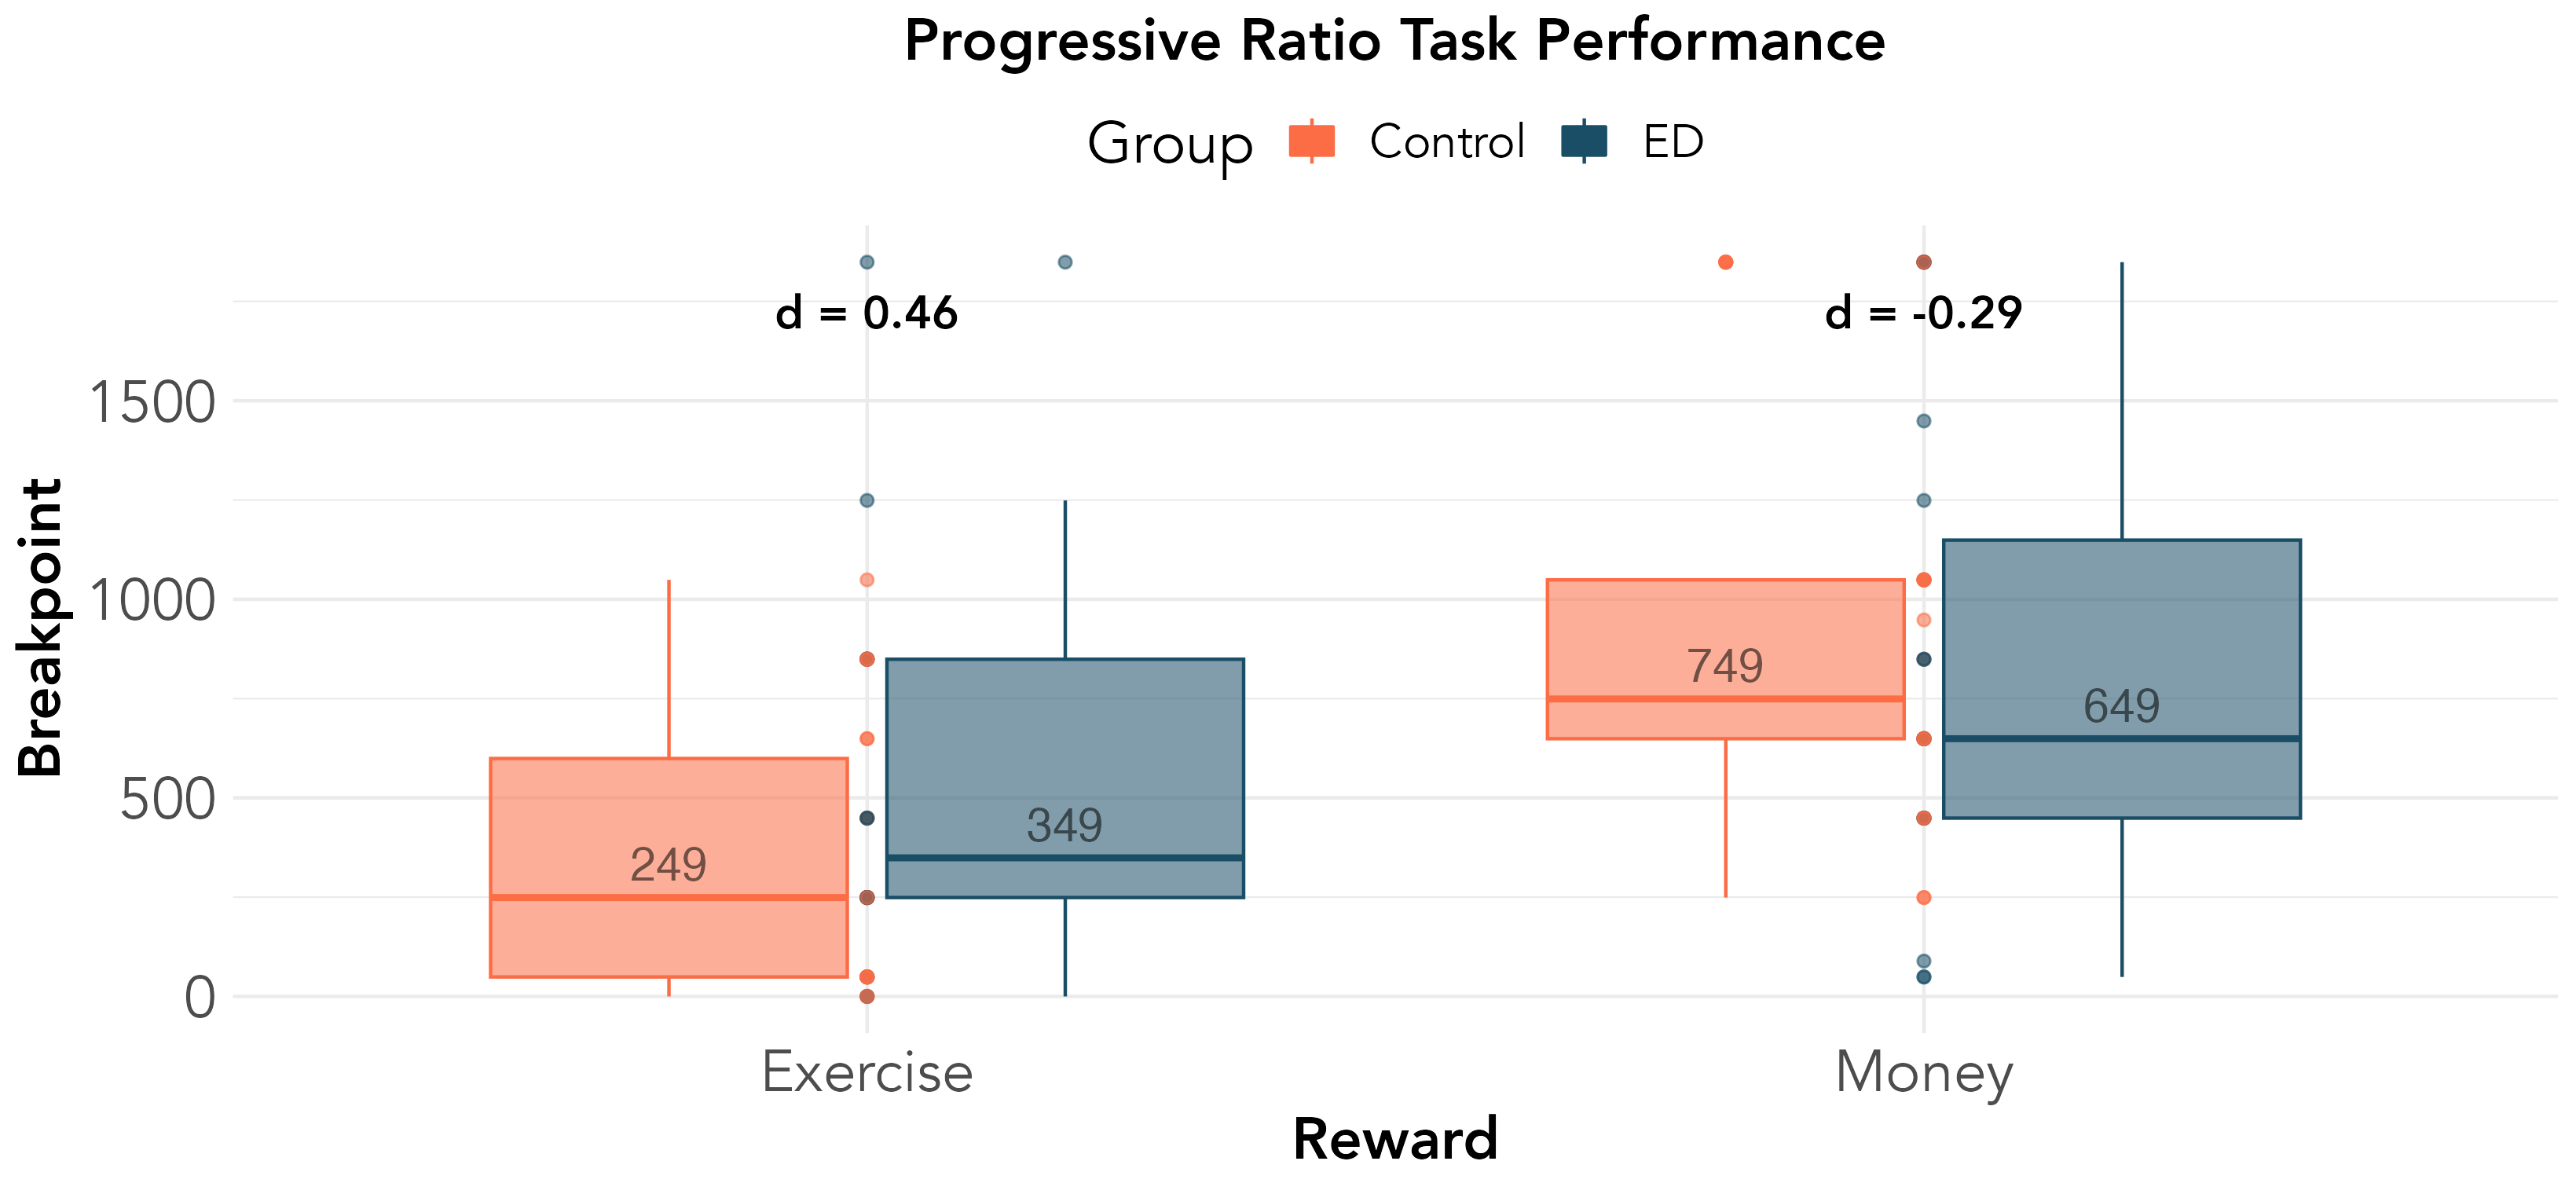 Progressive Ratio Task Performance
Group Control ED
d = 0.46 d = -0.29
1500
1000
500
0
Breakpoint
249
349
749
649
Exercise Money
Reward